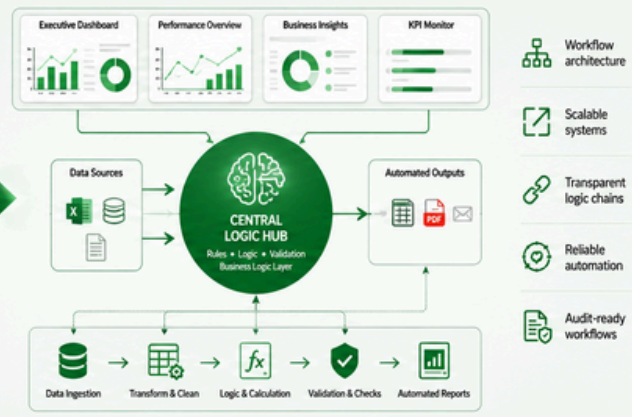 Executive Dashboard
Performance Overview
Business Insights
KPI Monitor
Data Sources
CENTRAL
LOGIC HUB
Rules + Logic + Validation
Business Logic Layer
Automated Outputs
PDF
Data Ingestion
Transform & Clean
fx
Logic & Calculation
Validation & Checks
Automated Reports
Workflow
architecture
Scalable
systems
Transparent
logic chains
Reliable
automation
Audit-ready
workflows